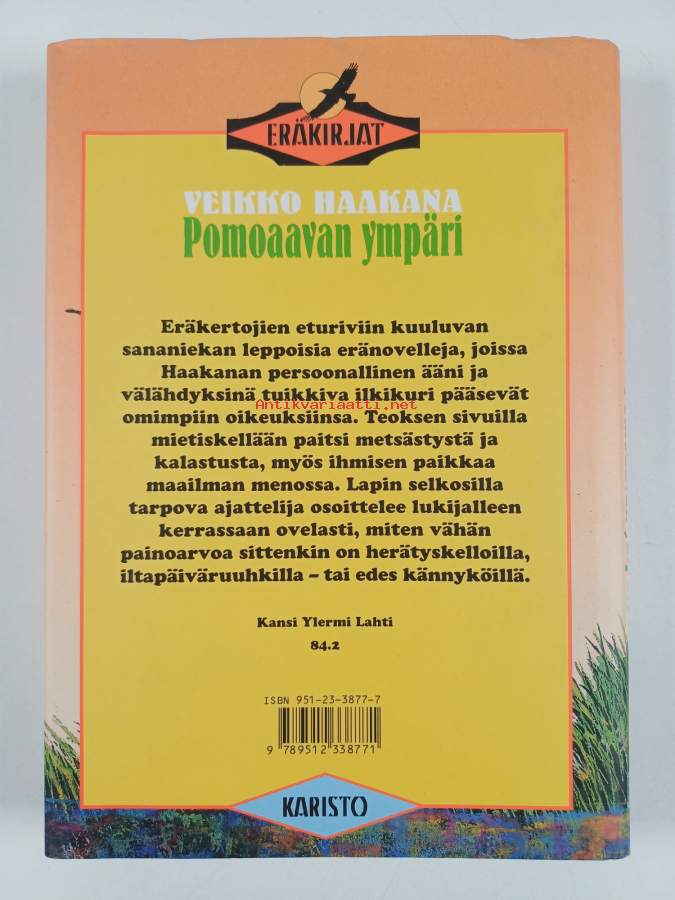 ERÄKIRJAT
VEIKKO HAAKANA
Pomoaavan ympäri
Eräkertojien eturiviin kuuluvan
sananiekan leppoisia eränovelleja, joissa
Haakanan persoonallinen ääni ja
välähdyksinä tuikkiva ilkikuri pääsevät
Antikvariaatti.net
omimpiin oikeuksiinsa. Teoksen sivuilla
mietiskellään paitsi metsästystä ja
kalastusta, myös ihmisen paikkaa
maailman menossa. Lapin selkosilla
tarpova ajattelija osoittelee lukijalleen
kerrassaan ovelasti, miten vähän
painoarvoa sittenkin on herätyskelloilla,
iltapäiväruuhkilla – tai edes kännyköillä.
Kansi Ylermi Lahti
84.2
ISBN 951-23-3877-7
9 789512 338771
KARISTO